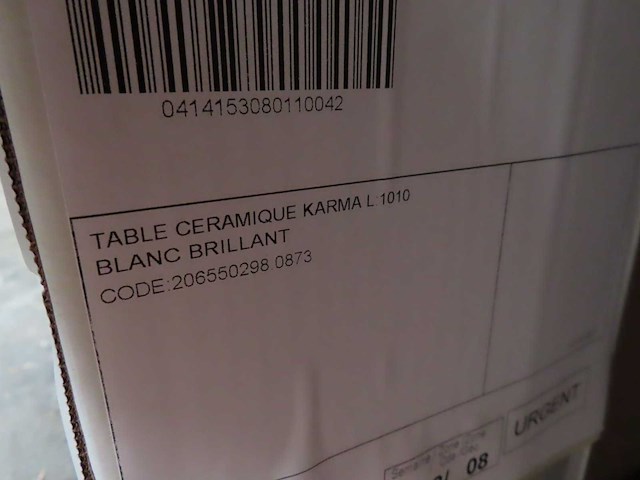 0414153080110042
TABLE CERAMIQUE KARMA L:1010
BLANC BRILLANT
CODE:206550298 0873
URGENT
08